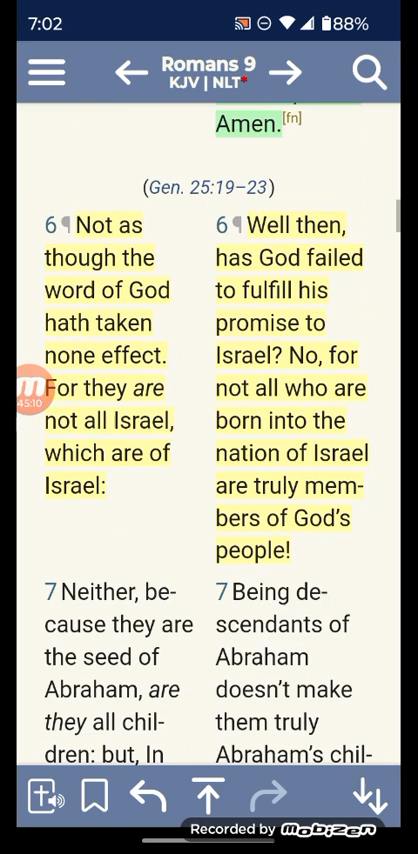 7:02
88%
Romans 9
KJV | NLT*
Amen.[fn]
(Gen. 25:19–23)
6 ¶ Not as
though the
word of God
hath taken
none effect.
For they are
not all Israel,
which are of
Israel:
6 ¶ Well then,
has God failed
to fulfill his
promise to
Israel? No, for
not all who are
born into the
nation of Israel
are truly mem-
bers of God’s
people!
45:10
7 Neither, be-
cause they are
the seed of
Abraham, are
they all chil-
dren: but, In
7 Being de-
scendants of
Abraham
doesn’t make
them truly
Abraham’s chil-
Recorded by mobizen